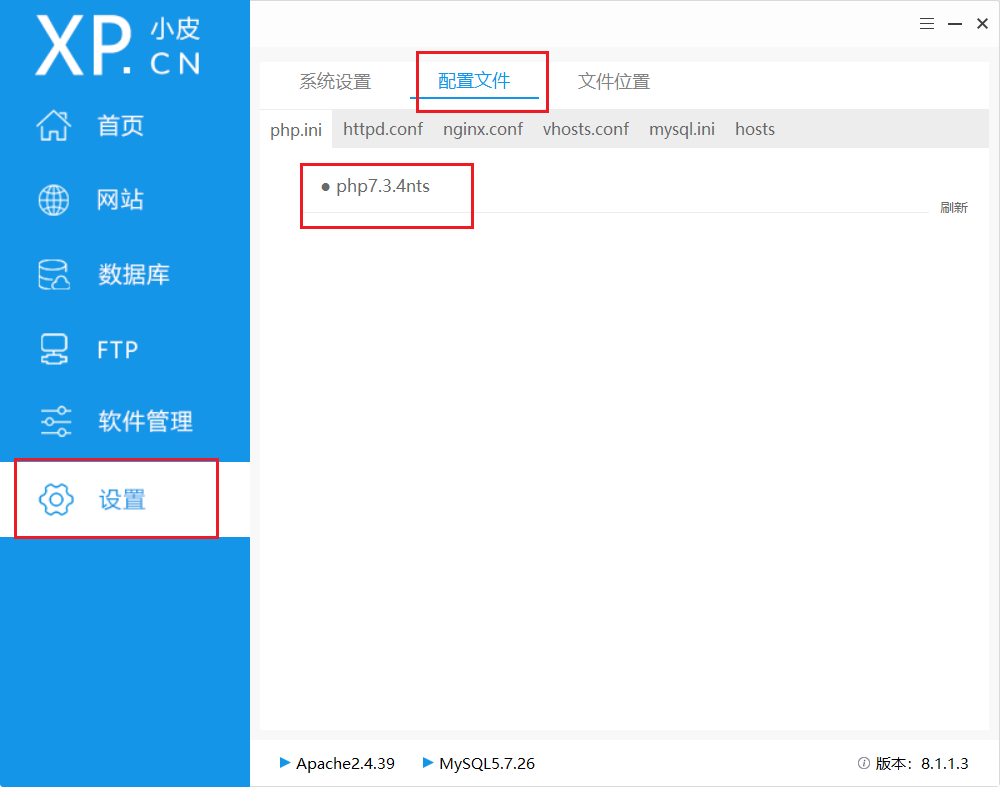 XP.小皮
CN
首页
网站
数据库
FTP
软件管理
设置
系统设置 配置文件 文件位置
php.ini httpd.conf nginx.conf vhosts.conf mysql.ini hosts
php7.3.4nts
刷新
Apache2.4.39 MySQL5.7.26 版本：8.1.1.3